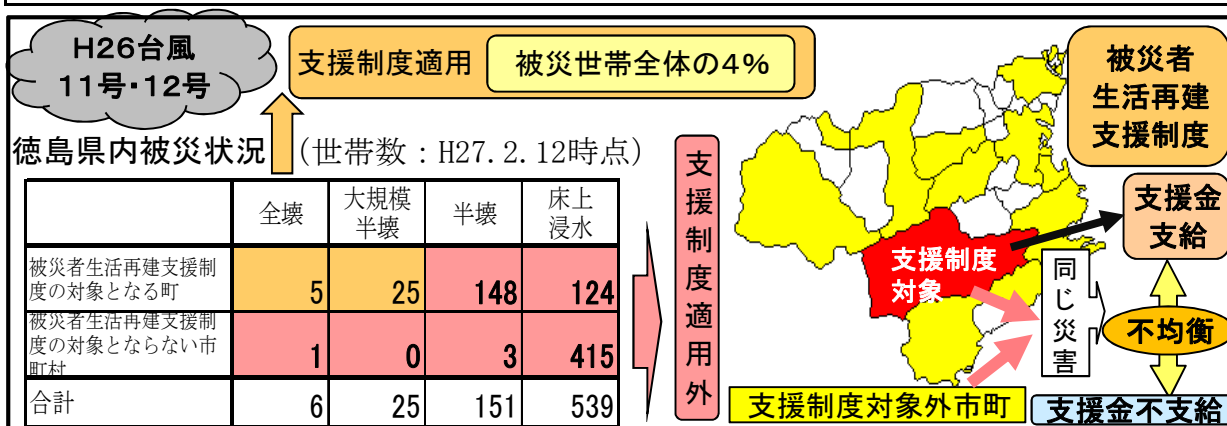 H26台風
11号・12号
支援制度適用
被災世帯全体の4%
徳島県内被災状況
(世帯数：H27.2.12時点)
全壊
大規模
半壊
半壊
床上
浸水
被災者生活再建支援制
度の対象となる町
5
25
148
124
被災者生活再建支援制
度の対象とならない市
町村
1
0
3
415
合計
6
25
151
539
支援制度適用外
支援制度
対象
支援制度対象外市町
被災者
生活再建
支援制度
支援金
支給
同じ災害
不均衡
支援金不支給